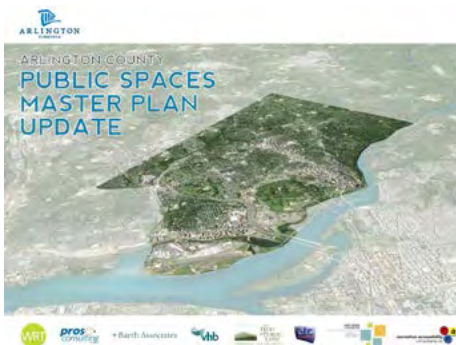 ARLINGTON
VIRGINIA
ARLINGTON COUNTY
PUBLIC SPACES
MASTER PLAN
UPDATE
WRT
pros
consulting
Barth Associates
vhb